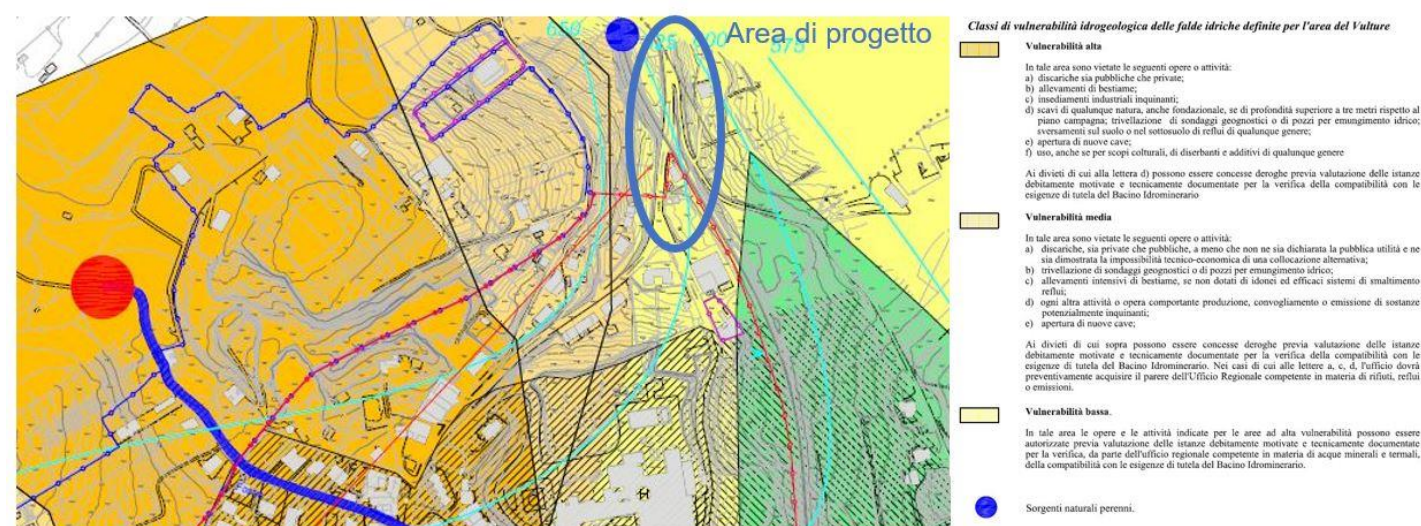 650
625
600
575
Area di progetto
H
Classi di vulnerabilità idrogeologica delle falde idriche definite per l'area del Vulture
Vulnerabilità alta
In tale area sono vietate le seguenti opere o attività:
a) discariche sia pubbliche che private;
b) allevamenti di bestiame;
c) insediamenti industriali inquinanti;
d) scavi di qualunque natura, anche fondazionale, se di profondità superiore a tre metri rispetto al
piano campagna; trivellazione di sondaggi geognostici o di pozzi per emungimento idrico;
sversamenti sul suolo o nel sottosuolo di reflui di qualunque genere;
e) apertura di nuove cave;
f) uso, anche se per scopi colturali, di diserbanti e additivi di qualunque genere
Ai divieti di cui alla lettera d) possono essere concesse deroghe previa valutazione delle istanze
debitamente motivate e tecnicamente documentate per la verifica della compatibilità con le
esigenze di tutela del Bacino Idrominerario
Vulnerabilità media
In tale area sono vietate le seguenti opere o attività:
a) discariche, sia private che pubbliche, a meno che non ne sia dichiarata la pubblica utilità e ne
sia dimostrata la impossibilità tecnico-economica di una collocazione alternativa;
b) trivellazione di sondaggi geognostici o di pozzi per emungimento idrico;
c) allevamenti intensivi di bestiame, se non dotati di idonei ed efficaci sistemi di smaltimento
reflui;
d) ogni altra attività o opera comportante produzione, convogliamento o emissione di sostanze
potenzialmente inquinanti;
e) apertura di nuove cave;
Ai divieti di cui sopra possono essere concesse deroghe previa valutazione delle istanze
debitamente motivate e tecnicamente documentate per la verifica della compatibilità con le
esigenze di tutela del Bacino Idrominerario. Nei casi di cui alle lettere a, c, d, l'ufficio dovrà
preventivamente acquisire il parere dell'Ufficio Regionale competente in materia di rifiuti, reflui
o emissioni.
Vulnerabilità bassa.
In tale area le opere e le attività indicate per le aree ad alta vulnerabilità possono essere
autorizzate previa valutazione delle istanze debitamente motivate e tecnicamente documentate
per la verifica, da parte dell'ufficio regionale competente in materia di acque minerali e termali,
della compatibilità con le esigenze di tutela del Bacino Idrominerario.
Sorgenti naturali perenni.